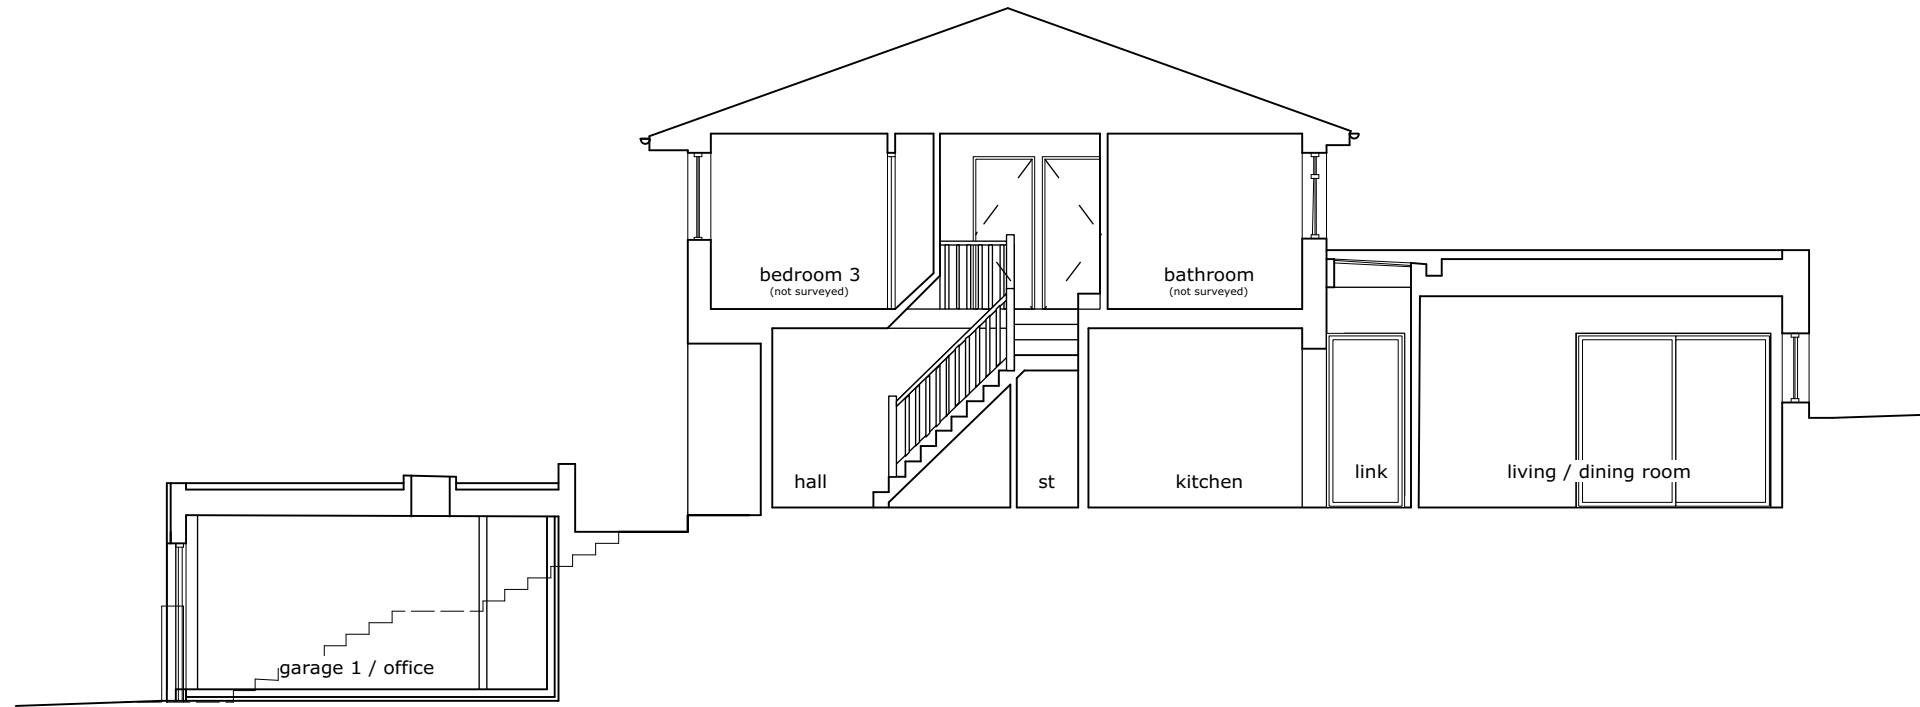 bedroom 3
(not surveyed)
bathroom
(not surveyed)
hall
st
kitchen
link
living / dining room
garage 1 / office